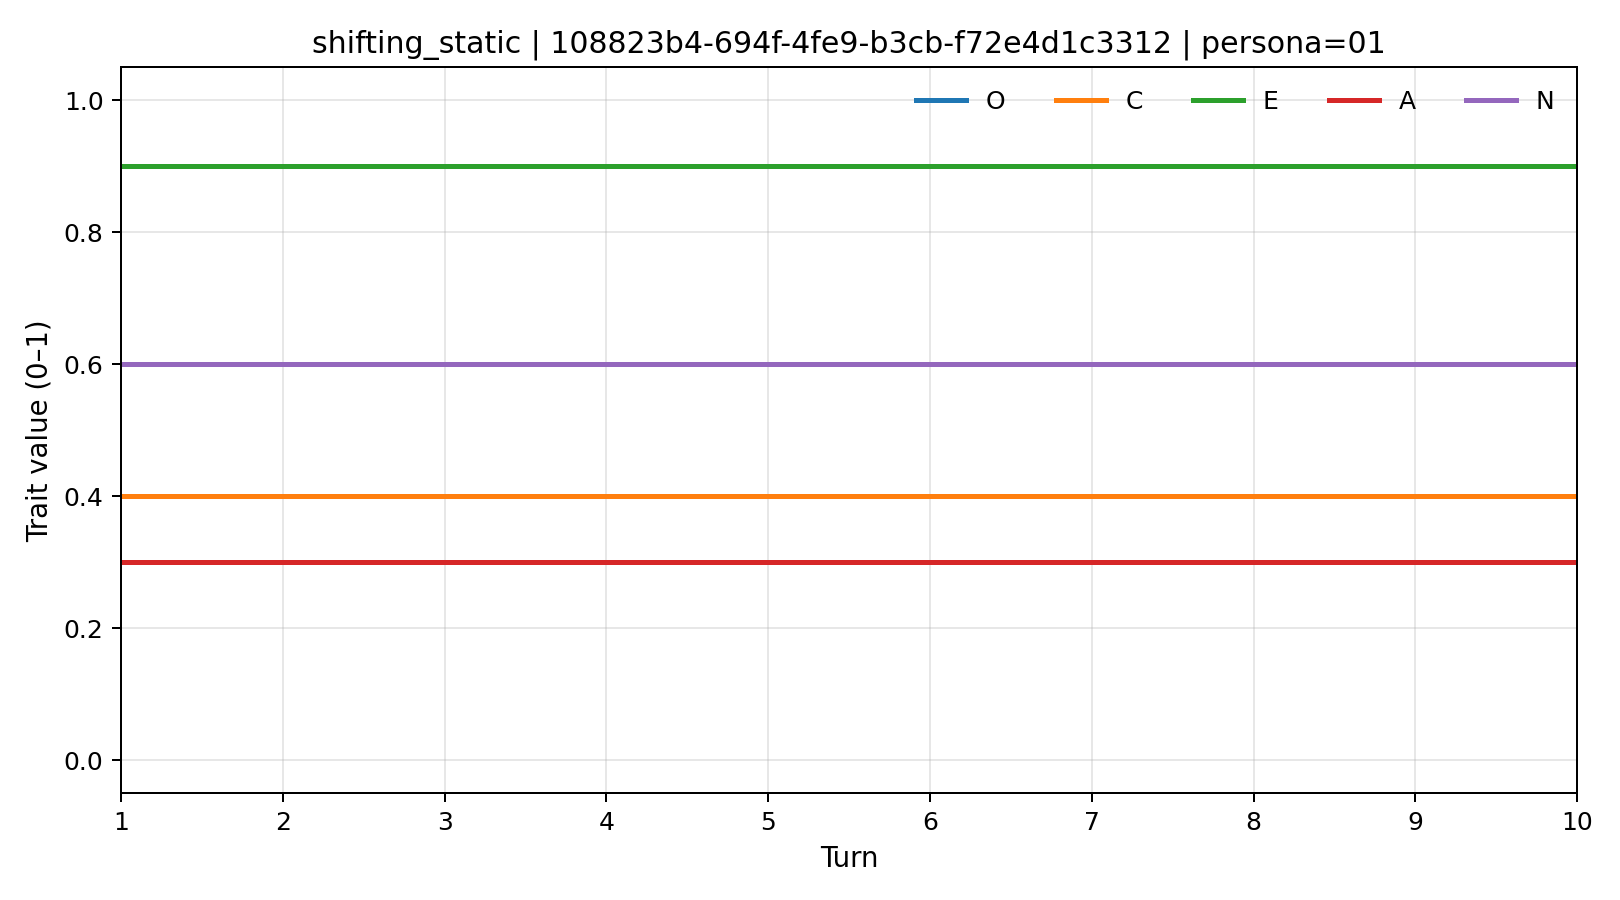 shifting_static | 108823b4-694f-4fe9-b3cb-f72e4d1c3312 | persona=01
O C E A N
Trait value (0–1)
1.0
0.8
0.6
0.4
0.2
0.0
1 2 3 4 5 6 7 8 9 10
Turn